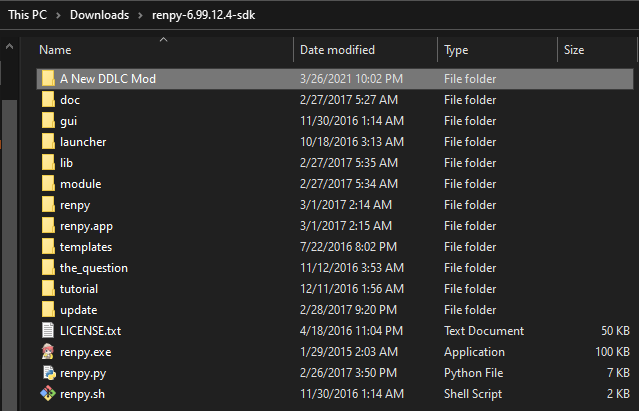 This PC > Downloads > renpy-6.99.12.4-sdk
Name Date modified Type Size
A New DDLC Mod 3/26/2021 10:02 PM File folder
doc 2/27/2017 5:27 AM File folder
gui 11/30/2016 1:14 AM File folder
launcher 10/18/2016 3:13 AM File folder
lib 2/27/2017 5:35 AM File folder
module 2/27/2017 5:34 AM File folder
renpy 3/1/2017 2:14 AM File folder
renpy.app 3/1/2017 2:15 AM File folder
templates 7/22/2016 8:02 PM File folder
the_question 11/12/2016 3:53 AM File folder
tutorial 12/11/2016 1:56 AM File folder
update 2/28/2017 9:20 PM File folder
LICENSE.txt 4/18/2016 11:04 PM Text Document 50 KB
renpy.exe 1/29/2015 2:03 AM Application 100 KB
renpy.py 2/26/2017 3:50 PM Python File 7 KB
renpy.sh 11/30/2016 1:14 AM Shell Script 2 KB